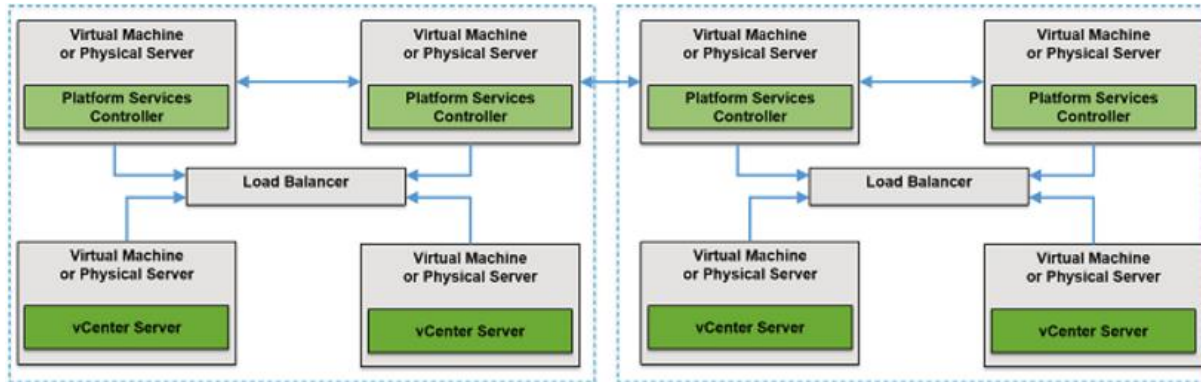 Virtual Machine
or Physical Server
Platform Services
Controller
Virtual Machine
or Physical Server
Platform Services
Controller
Virtual Machine
or Physical Server
Platform Services
Controller
Virtual Machine
or Physical Server
Platform Services
Controller
Load Balancer
Load Balancer
Virtual Machine
or Physical Server
vCenter Server
Virtual Machine
or Physical Server
vCenter Server
Virtual Machine
or Physical Server
vCenter Server
Virtual Machine
or Physical Server
vCenter Server